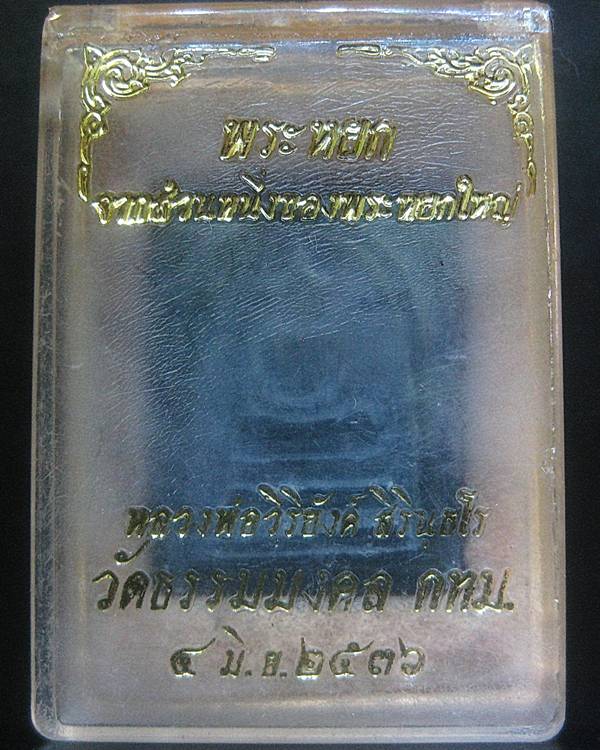 พระหยก
จากส่วนหนึ่งของพระหยกใหญ่
หลวงพ่อวิริยังค์ สิรินฺธโร
วัดธรรมมงคล กทม.
๔ มิ.ย.๒๕๓๖